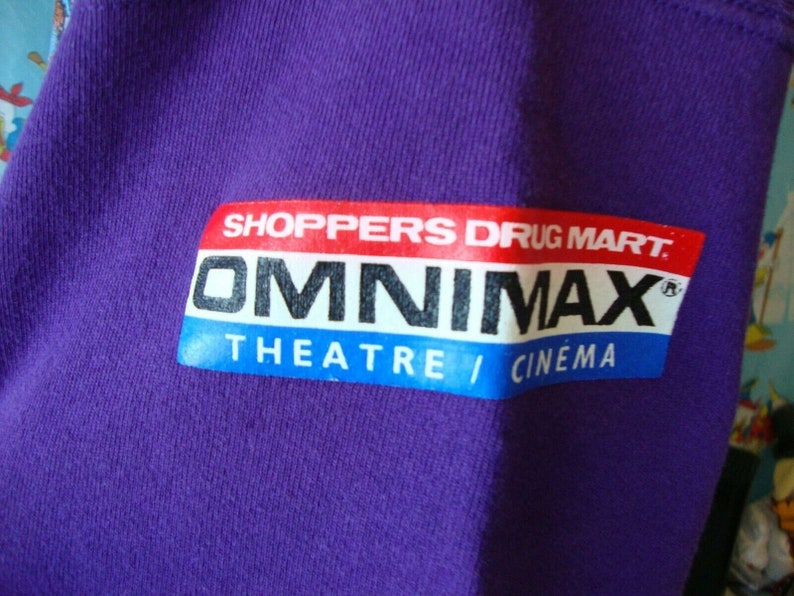 SHOPPERS DRUG MART
OMNIMAX®
THEATRE / CINÉMA